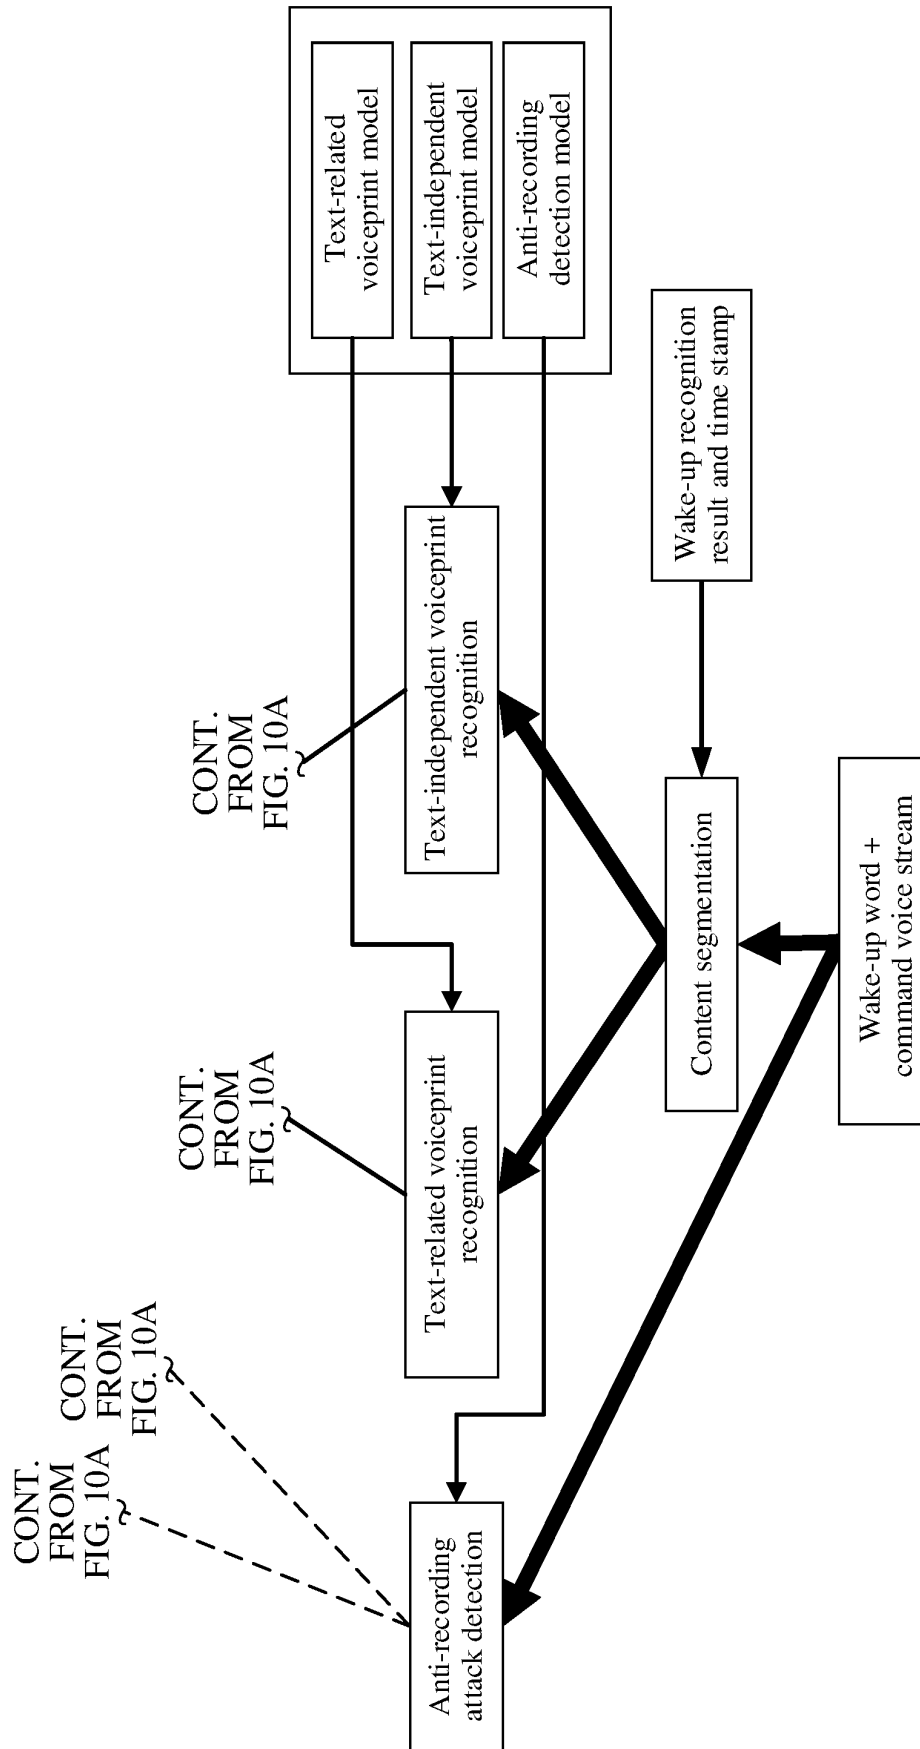 CONT.
FROM
FIG. 10A
CONT.
FROM
FIG. 10A
CONT.
FROM
FIG. 10A
CONT.
FROM
FIG. 10A
Anti-recording
attack detection
Text-related voiceprint
recognition
Text-independent voiceprint
recognition
Text-related
voiceprint model
Text-independent
voiceprint model
Anti-recording
detection model
Content segmentation
Wake-up recognition
result and time stamp
Wake-up word +
command voice stream